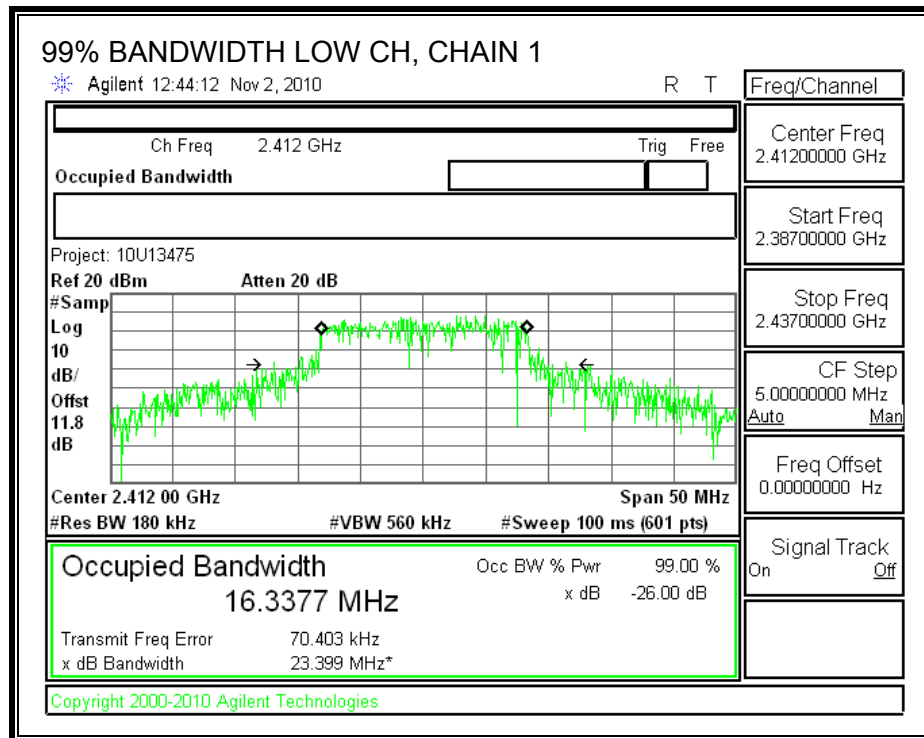 99% BANDWIDTH LOW CH, CHAIN 1
Agilent 12:44:12 Nov 2, 2010 R T
Freq/Channel
Ch Freq 2.412 GHz Trig Free
Occupied Bandwidth
Center Freq
2.41200000 GHz
Start Freq
2.38700000 GHz
Stop Freq
2.43700000 GHz
CF Step
5.00000000 MHz
Auto Man
Freq Offset
0.00000000 Hz
Signal Track
On Off
Project: 10U13475
Ref 20 dBm Atten 20 dB
#Samp
Log
10
dB/
Offst
11.8
dB
Center 2.412 00 GHz Span 50 MHz
#Res BW 180 kHz #VBW 560 kHz #Sweep 100 ms (601 pts)
Occupied Bandwidth
16.3377 MHz
Occ BW % Pwr 99.00 %
x dB -26.00 dB
Transmit Freq Error 70.403 kHz
x dB Bandwidth 23.399 MHz*
Copyright 2000-2010 Agilent Technologies